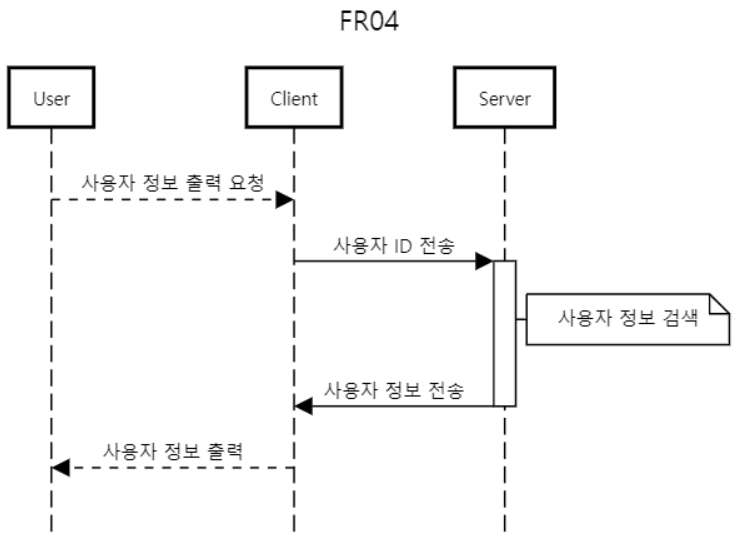 FR04
User
Client
Server
사용자 정보 출력 요청
사용자 ID 전송
사용자 정보 검색
사용자 정보 전송
사용자 정보 출력